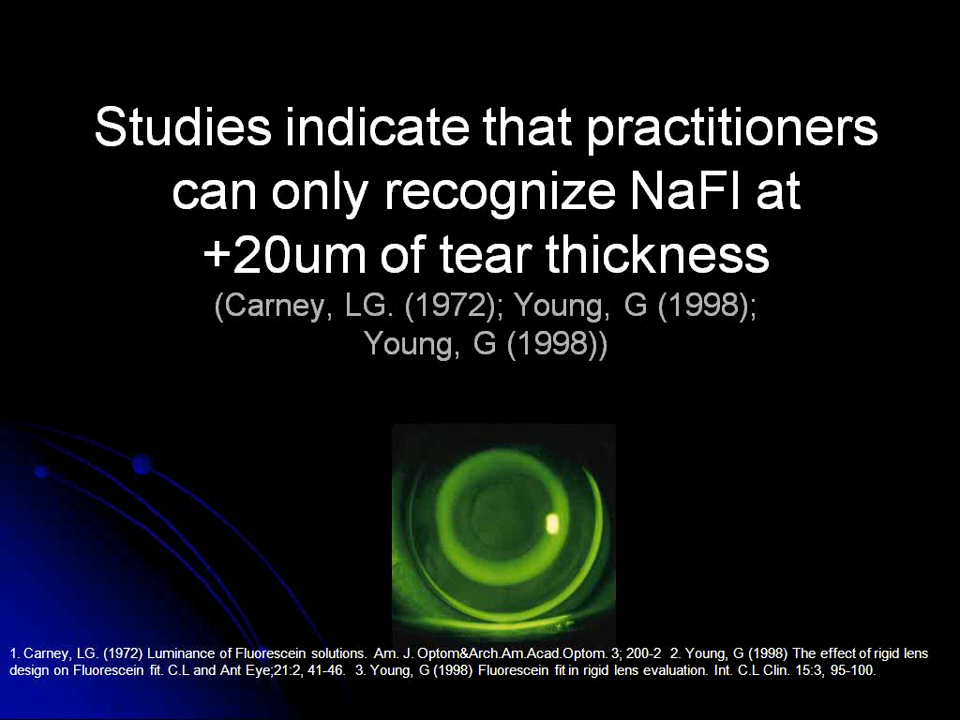 Studies indicate that practitioners
can only recognize NaFl at
+20um of tear thickness
(Carney, LG. (1972); Young, G (1998);
Young, G (1998))
1. Carney, LG. (1972) Luminance of Fluorescein solutions. Am. J. Optom&Arch.Am.Acad.Optom. 3; 200-2 2. Young, G (1998) The effect of rigid lens
design on Fluorescein fit. C.L and Ant Eye;21:2, 41-46. 3. Young, G (1998) Fluorescein fit in rigid lens evaluation. Int. C.L Clin. 15:3, 95-100.